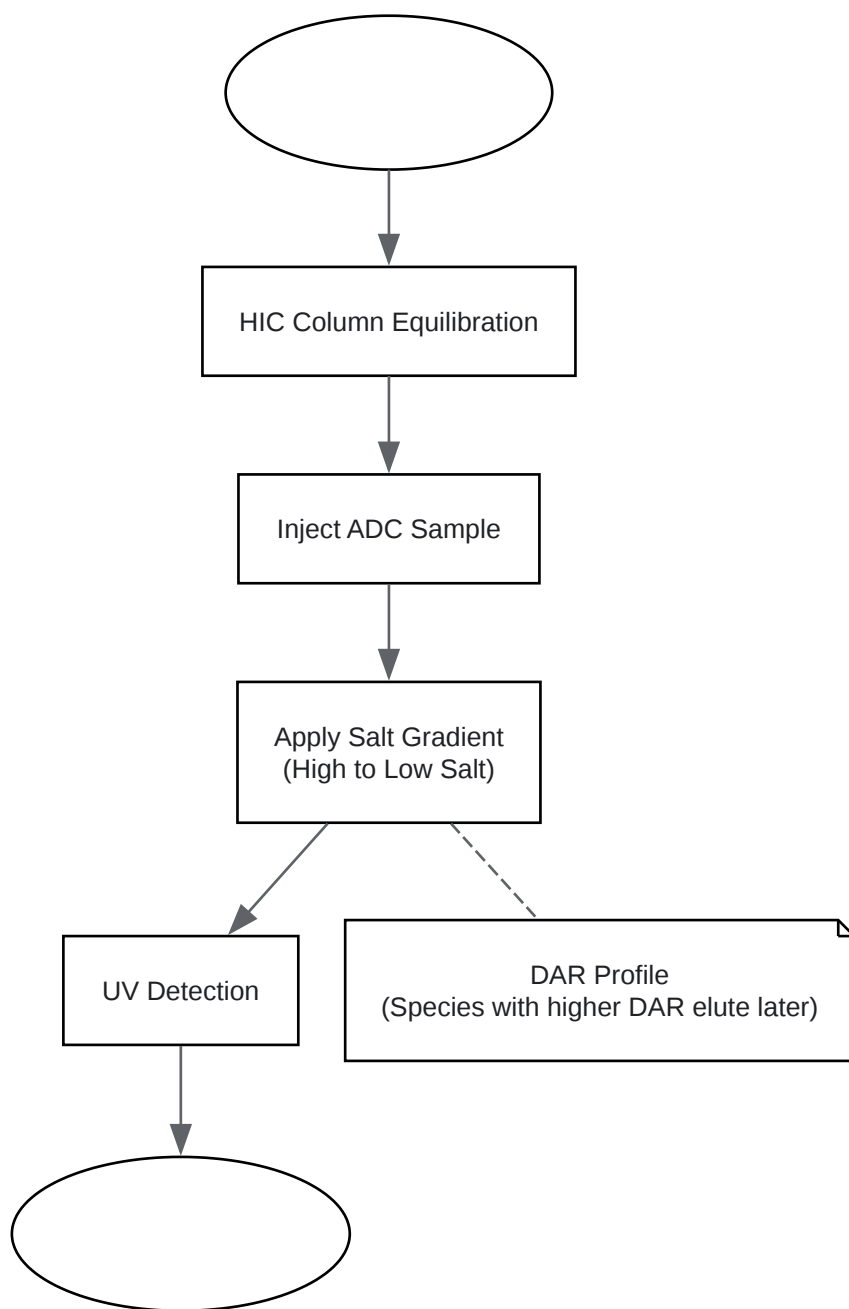 HIC Column Equilibration
Inject ADC Sample
Apply Salt Gradient
(High to Low Salt)
UV Detection
DAR Profile
(Species with higher DAR elute later)